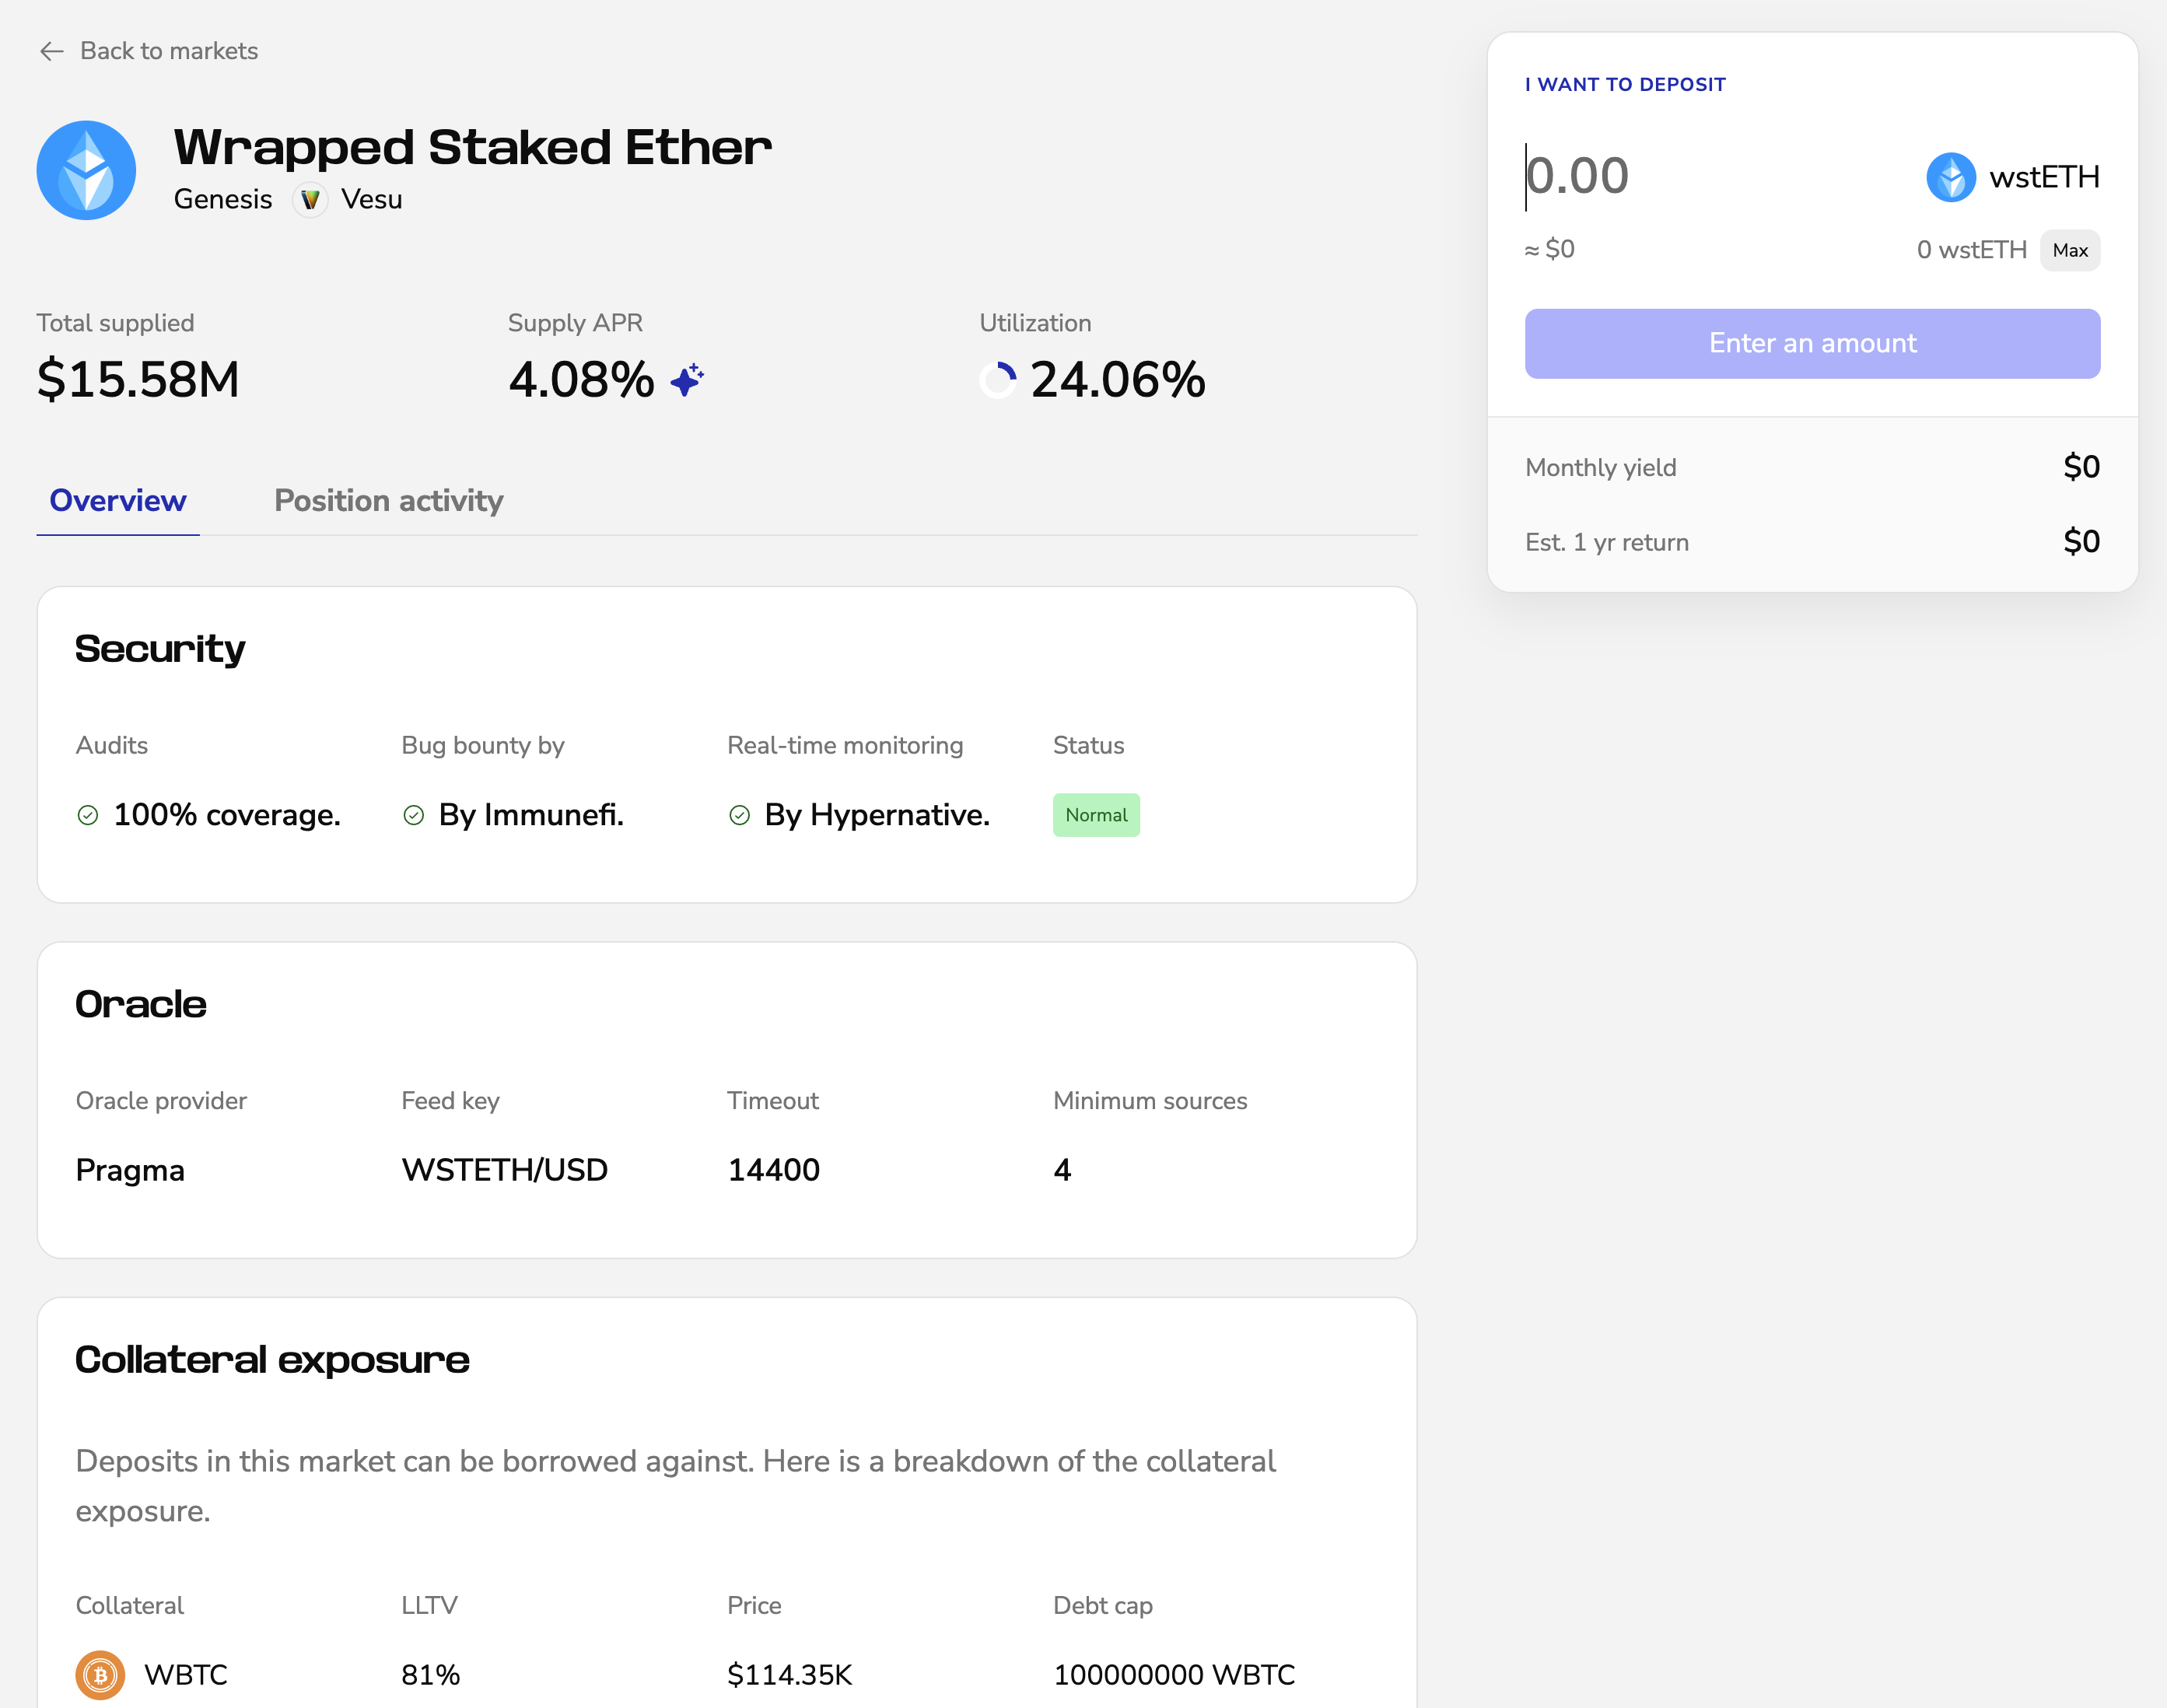 Back to markets
Wrapped Staked Ether
Genesis Vesu
Total supplied
$15.58M
Supply APR
4.08%
Utilization
24.06%
Overview
Position activity
Security
Audits
100% coverage.
Bug bounty by
By Immunefi.
Real-time monitoring
By Hypernative.
Status
Normal
Oracle
Oracle provider
Pragma
Feed key
WSTETH/USD
Timeout
14400
Minimum sources
4
Collateral exposure
Deposits in this market can be borrowed against. Here is a breakdown of the collateral
exposure.
Collateral LLTV Price Debt cap
WBTC 81% $114.35K 100000000 WBTC
I WANT TO DEPOSIT
0.00 wstETH
≈ $0 0 wstETH Max
Enter an amount
Monthly yield $0
Est. 1 yr return $0